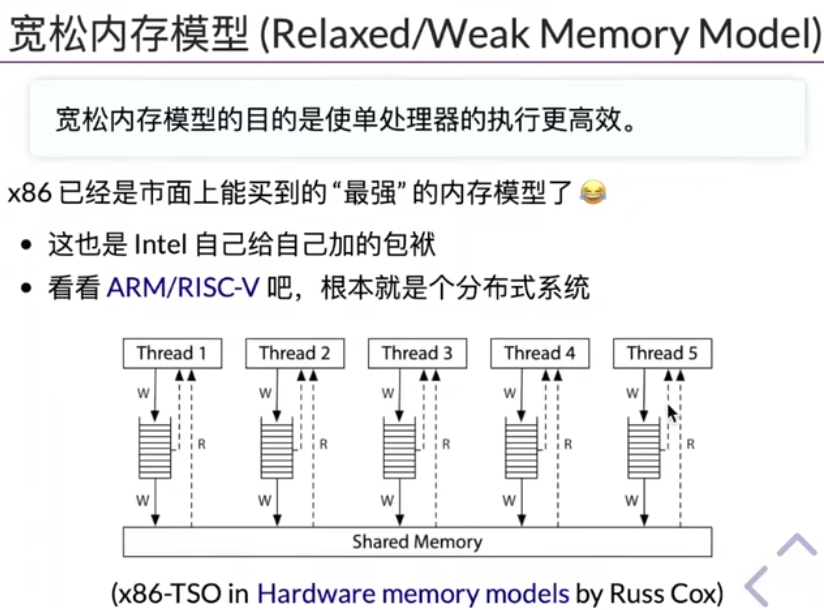 宽松内存模型 (Relaxed/Weak Memory Model)
宽松内存模型的目的是使单处理器的执行更高效。
x86 已经是市面上能买到的 “最强” 的内存模型了 😂
• 这也是 Intel 自己给自己加的包袱
• 看看 ARM/RISC-V 吧，根本就是个分布式系统
Thread 1 Thread 2 Thread 3 Thread 4 Thread 5
W W W W W
R R R R R
W W W W W
Shared Memory
(x86-TSO in Hardware memory models by Russ Cox)